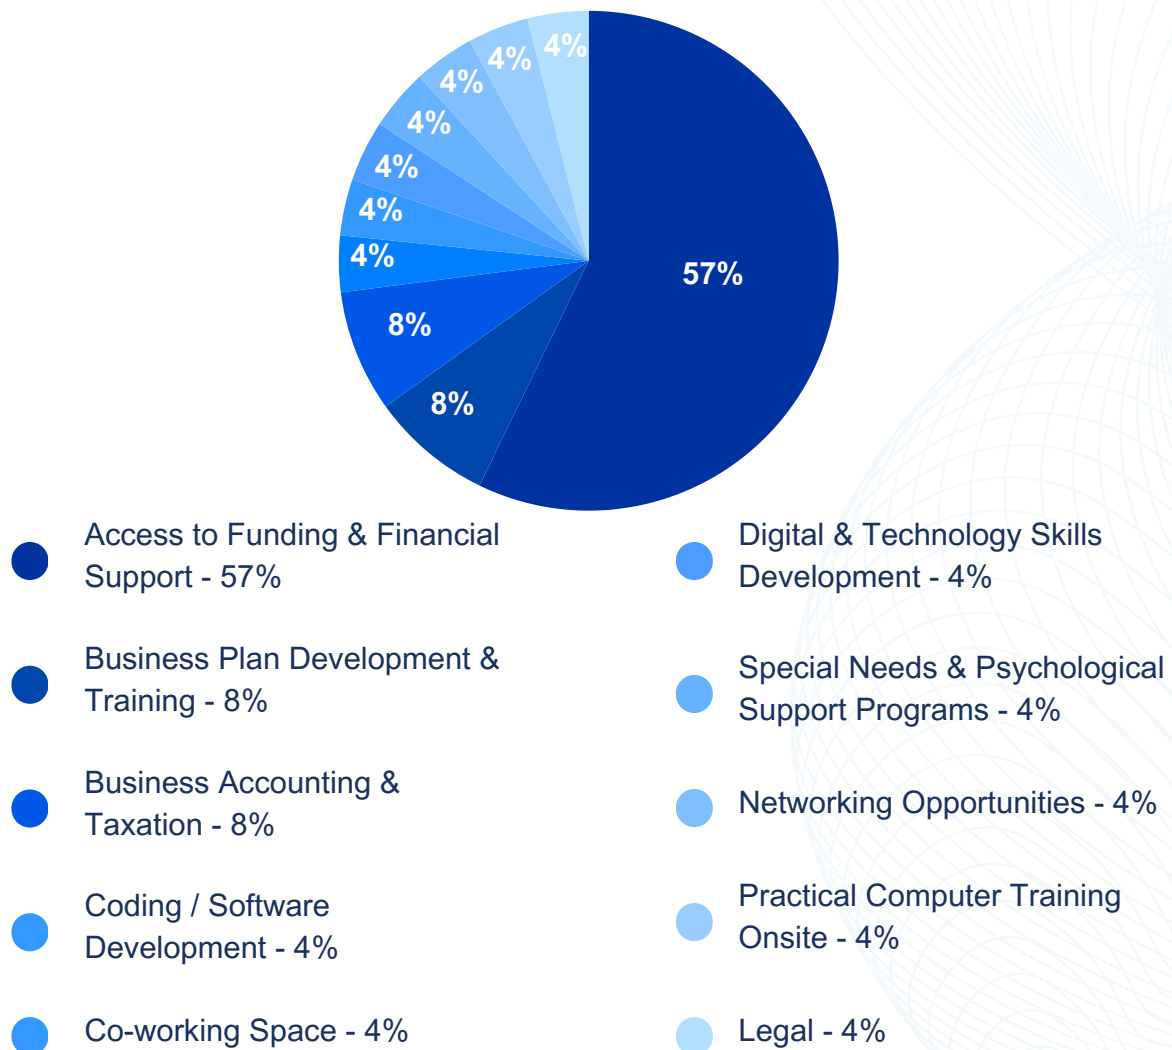 4%
4%
4%
4%
4%
4%
4%
57%
8%
8%
Access to Funding & Financial
Support - 57%
Business Plan Development &
Training - 8%
Business Accounting &
Taxation - 8%
Coding / Software
Development - 4%
Co-working Space - 4%
Digital & Technology Skills
Development - 4%
Special Needs & Psychological
Support Programs - 4%
Networking Opportunities - 4%
Practical Computer Training
Onsite - 4%
Legal - 4%